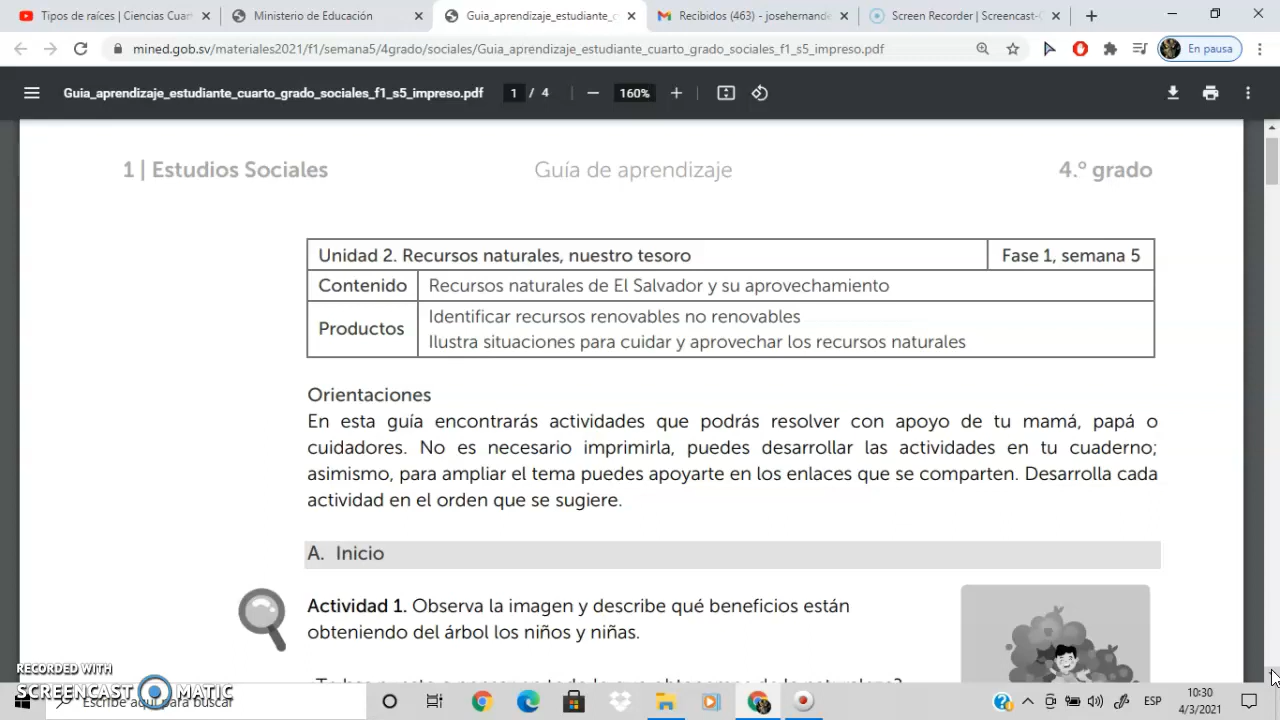 Tipos de raíces | Ciencias Cuar
Ministerio de Educación
Guia_aprendizaje_estudiante_c
Recibidos (463) - josehernande
Screen Recorder | Screencast-O
mined.gob.sv/materiales2021/f1/semana5/4grado/sociales/Guia_aprendizaje_estudiante_cuarto_grado_sociales_f1_s5_impreso.pdf
En pausa
Guia_aprendizaje_estudiante_cuarto_grado_sociales_f1_s5_impreso.pdf
1 / 4
160%
1 | Estudios Sociales
Guía de aprendizaje
4.º grado
Unidad 2. Recursos naturales, nuestro tesoro
Fase 1, semana 5
Contenido
Recursos naturales de El Salvador y su aprovechamiento
Productos
Identificar recursos renovables no renovables
Ilustra situaciones para cuidar y aprovechar los recursos naturales
Orientaciones
En esta guía encontrarás actividades que podrás resolver con apoyo de tu mamá, papá o
cuidadores. No es necesario imprimirla, puedes desarrollar las actividades en tu cuaderno;
asimismo, para ampliar el tema puedes apoyarte en los enlaces que se comparten. Desarrolla cada
actividad en el orden que se sugiere.
A. Inicio
Actividad 1. Observa la imagen y describe qué beneficios están
obteniendo del árbol los niños y niñas.
RECORDED WITH
SCREENCAST MATIC
Escribe aquí para buscar
ESP
10:30
4/3/2021